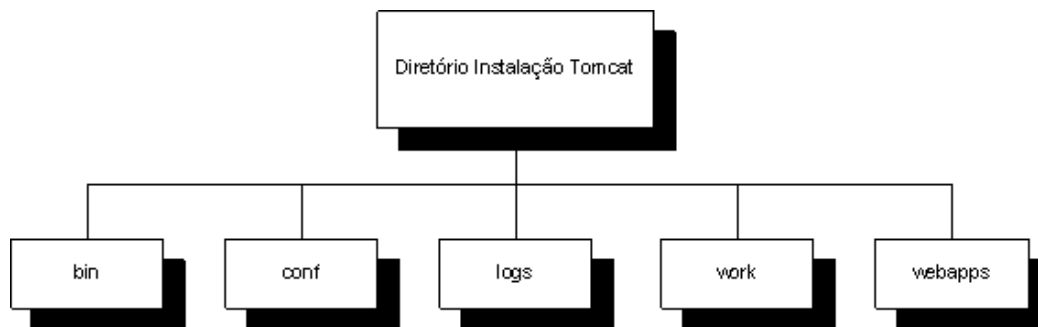 Diretório Instalação Tomcat
bin
conf
logs
work
webapps